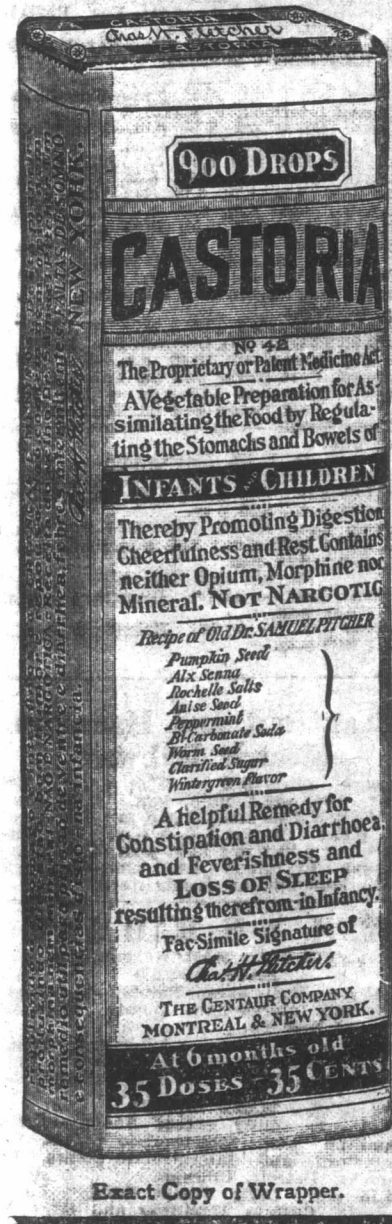 CASTORIA
Chas. H. Fletcher
CASTORIA
900 DROPS
CASTORIA
No 42
The Proprietary or Patent Medicine Act.
A Vegetable Preparation for As-
similating the Food by Regula-
ting the Stomachs and Bowels of
INFANTS AND CHILDREN
Thereby Promoting Digestion
Cheerfulness and Rest. Contains
neither Opium, Morphine nor
Mineral. NOT NARCOTIC
Recipe of Old Dr. SAMUEL PITCHER
Pumpkin Seed
Alx Senna
Rochelle Salts
Anise Seed
Peppermint
Bi-Carbonate Soda
Worm Seed
Clarified Sugar
Wintergreen Flavor
A helpful Remedy for
Constipation and Diarrhoea,
and Feverishness and
LOSS OF SLEEP
resulting therefrom-in Infancy.
Fac-Simile Signature of
Chas. H. Fletcher.
THE CENTAUR COMPANY
MONTREAL & NEW YORK.
At 6 months old
35 DOSES - 35 CENTS
NEW YORK.
Chas. H. Fletcher
Exact Copy of Wrapper.